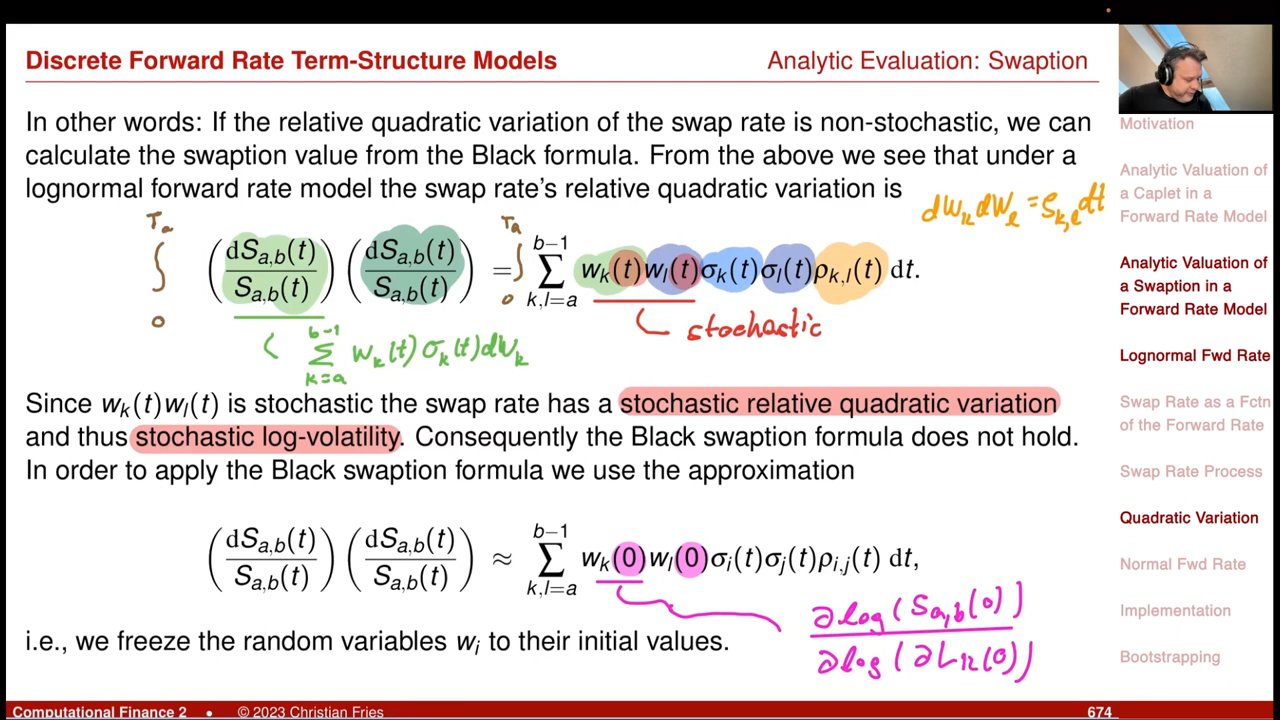 Discrete Forward Rate Term-Structure Models
Analytic Evaluation: Swaption
In other words: If the relative quadratic variation of the swap rate is non-stochastic, we can
calculate the swaption value from the Black formula. From the above we see that under a
lognormal forward rate model the swap rate's relative quadratic variation is
dW_k dW_l = ρ_{k,l} dt
∫_0^{T_a} (dS_{a,b}(t)/S_{a,b}(t)) (dS_{a,b}(t)/S_{a,b}(t)) = ∫_0^{T_a} ∑_{k,l=a}^{b−1} w_k(t)w_l(t)σ_k(t)σ_l(t)ρ_{k,l}(t) dt.
stochastic
∑_{k=a}^{b−1} w_k(t) σ_k(t) dW_k
Since w_k(t)w_l(t) is stochastic the swap rate has a stochastic relative quadratic variation
and thus stochastic log-volatility. Consequently the Black swaption formula does not hold.
In order to apply the Black swaption formula we use the approximation
(dS_{a,b}(t)/S_{a,b}(t)) (dS_{a,b}(t)/S_{a,b}(t)) ≈ ∑_{k,l=a}^{b−1} w_k(0)w_l(0)σ_i(t)σ_j(t)ρ_{i,j}(t) dt,
∂log(S_{a,b}(0))
∂log(∂L_k(0))
i.e., we freeze the random variables w_i to their initial values.
Motivation
Analytic Valuation of
a Caplet in a
Forward Rate Model
Analytic Valuation of
a Swaption in a
Forward Rate Model
Lognormal Fwd Rate
Swap Rate as a Fctn
of the Forward Rate
Swap Rate Process
Quadratic Variation
Normal Fwd Rate
Implementation
Bootstrapping
Computational Finance 2 • © 2023 Christian Fries
674